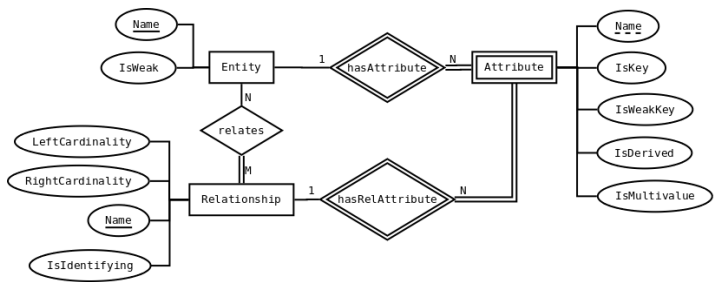 Name
IsWeak
Entity
1
hasAttribute
N
Attribute
Name
IsKey
IsWeakKey
IsDerived
IsMultivalue
N
relates
M
LeftCardinality
RightCardinality
Name
IsIdentifying
Relationship
1
hasRelAttribute
N